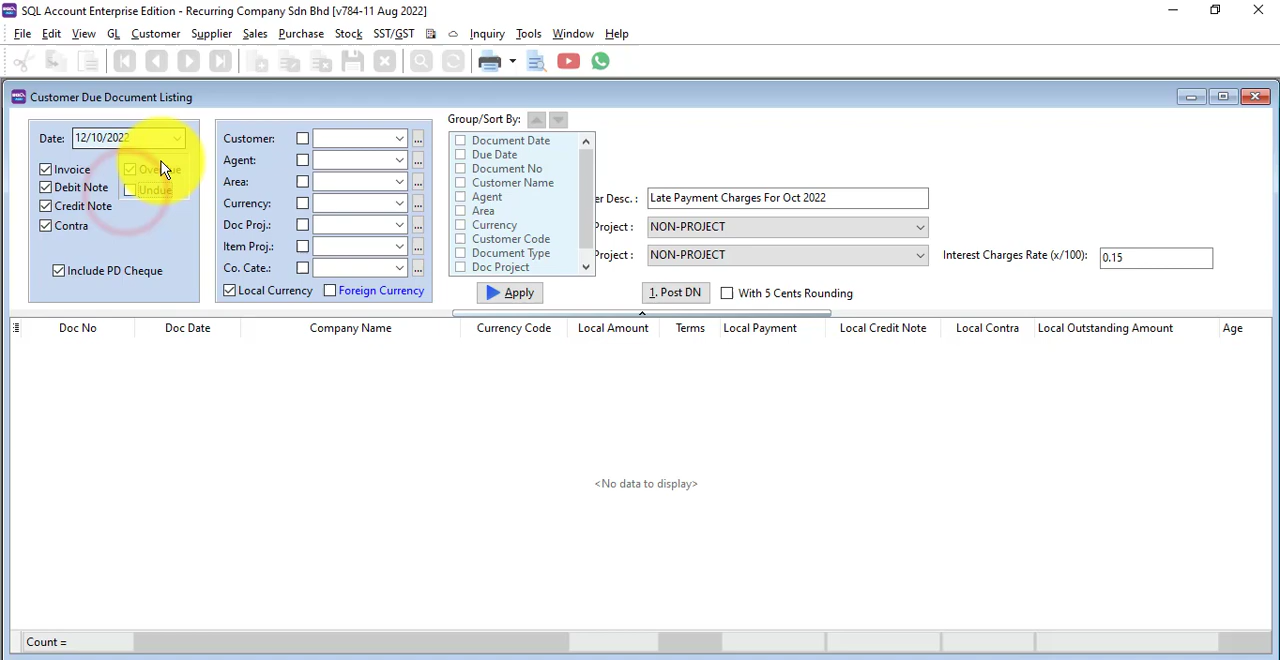 SQL Account Enterprise Edition - Recurring Company Sdn Bhd [v784-11 Aug 2022]
File Edit View GL Customer Supplier Sales Purchase Stock SST/GST Inquiry Tools Window Help
Customer Due Document Listing
Date: 12/10/2022
Invoice Overdue
Debit Note Undue
Credit Note
Contra
Include PD Cheque
Customer: ...
Agent: ...
Area: ...
Currency: ...
Doc Proj.: ...
Item Proj.: ...
Co. Cate.: ...
Local Currency Foreign Currency
Group/Sort By:
Document Date
Due Date
Document No
Customer Name
Agent
Area
Currency
Customer Code
Document Type
Doc Project
Apply
er Desc. : Late Payment Charges For Oct 2022
Project : NON-PROJECT
Project : NON-PROJECT
Interest Charges Rate (x/100): 0.15
1. Post DN With 5 Cents Rounding
Doc No Doc Date Company Name Currency Code Local Amount Terms Local Payment Local Credit Note Local Contra Local Outstanding Amount Age
<No data to display>
Count =